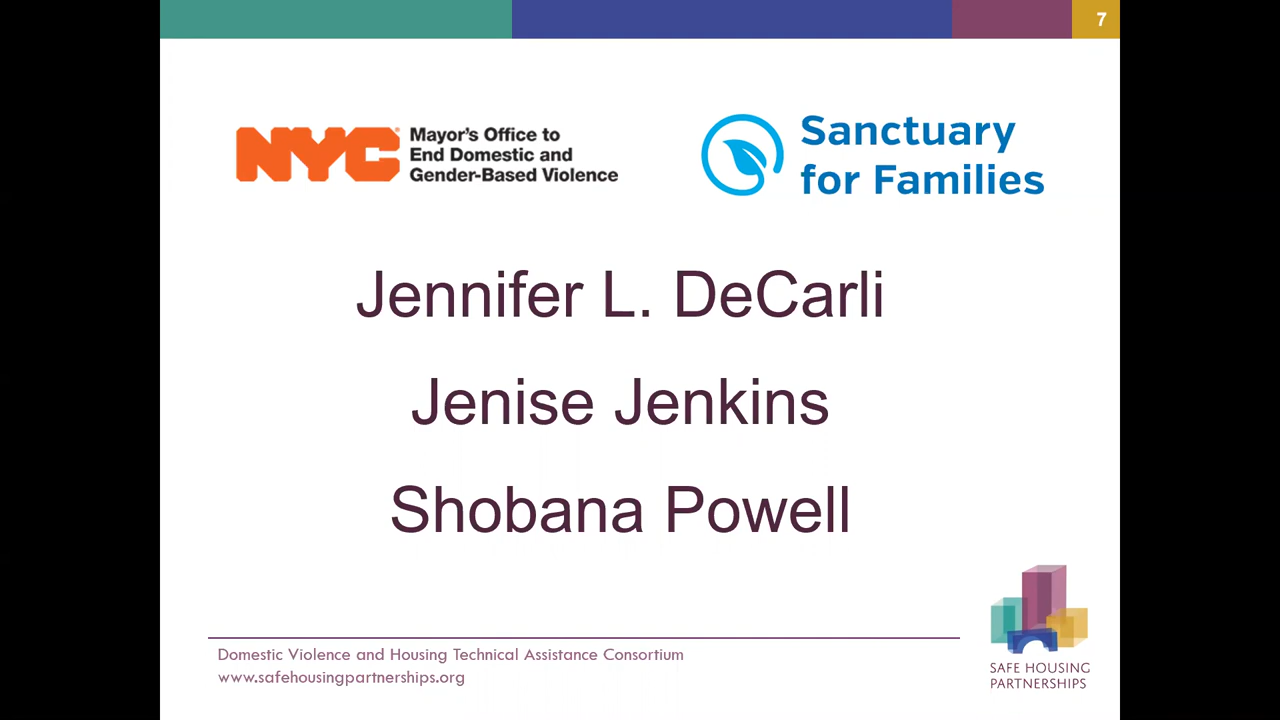 7
NYC
Mayor's Office to
End Domestic and
Gender-Based Violence
Sanctuary
for Families
Jennifer L. DeCarli
Jenise Jenkins
Shobana Powell
Domestic Violence and Housing Technical Assistance Consortium
www.safehousingpartnerships.org
SAFE HOUSING
PARTNERSHIPS